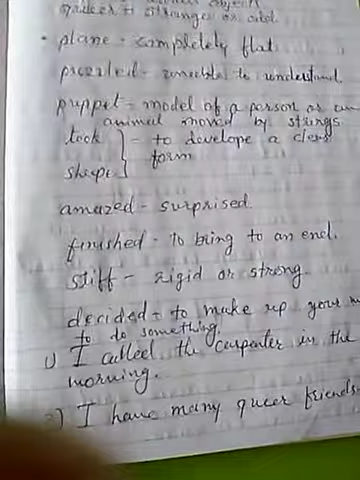 queer = strange or odd
• plane - completely flat
puzzled - unable to understand
puppet = model of a person or an
animal moved by strings
took } - to develope a clear
shape } form
amazed - surprised.
finished - to bring to an end.
stiff - rigid or strong.
decided = to make up your
to do something.
1) I called the carpenter in the
morning.
2) I have many queer friends.